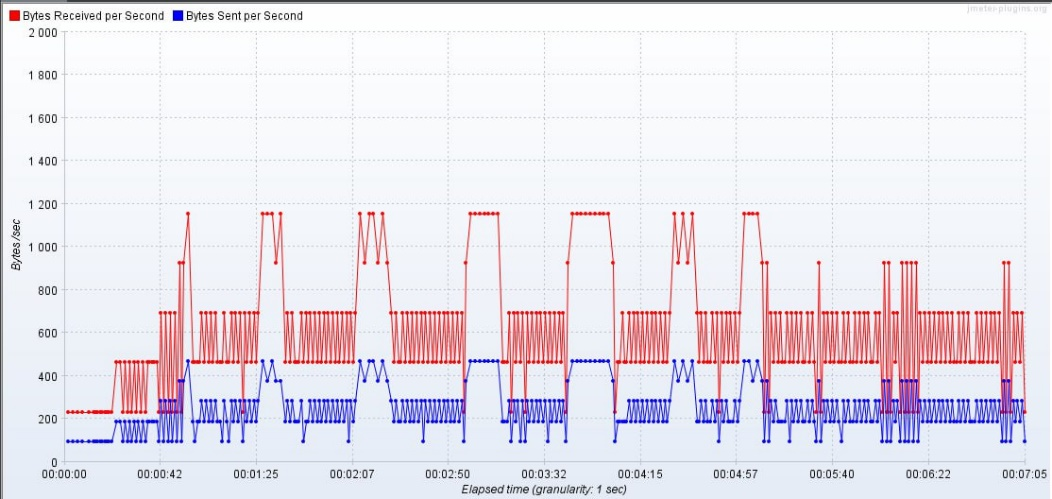 jmeter-plugins.org
Bytes Received per Second Bytes Sent per Second
2 000
1 800
1 600
1 400
1 200
1 000
800
600
400
200
0
Bytes /sec
00:00:00 00:00:42 00:01:25 00:02:07 00:02:50 00:03:32 00:04:15 00:04:57 00:05:40 00:06:22 00:07:05
Elapsed time (granularity: 1 sec)